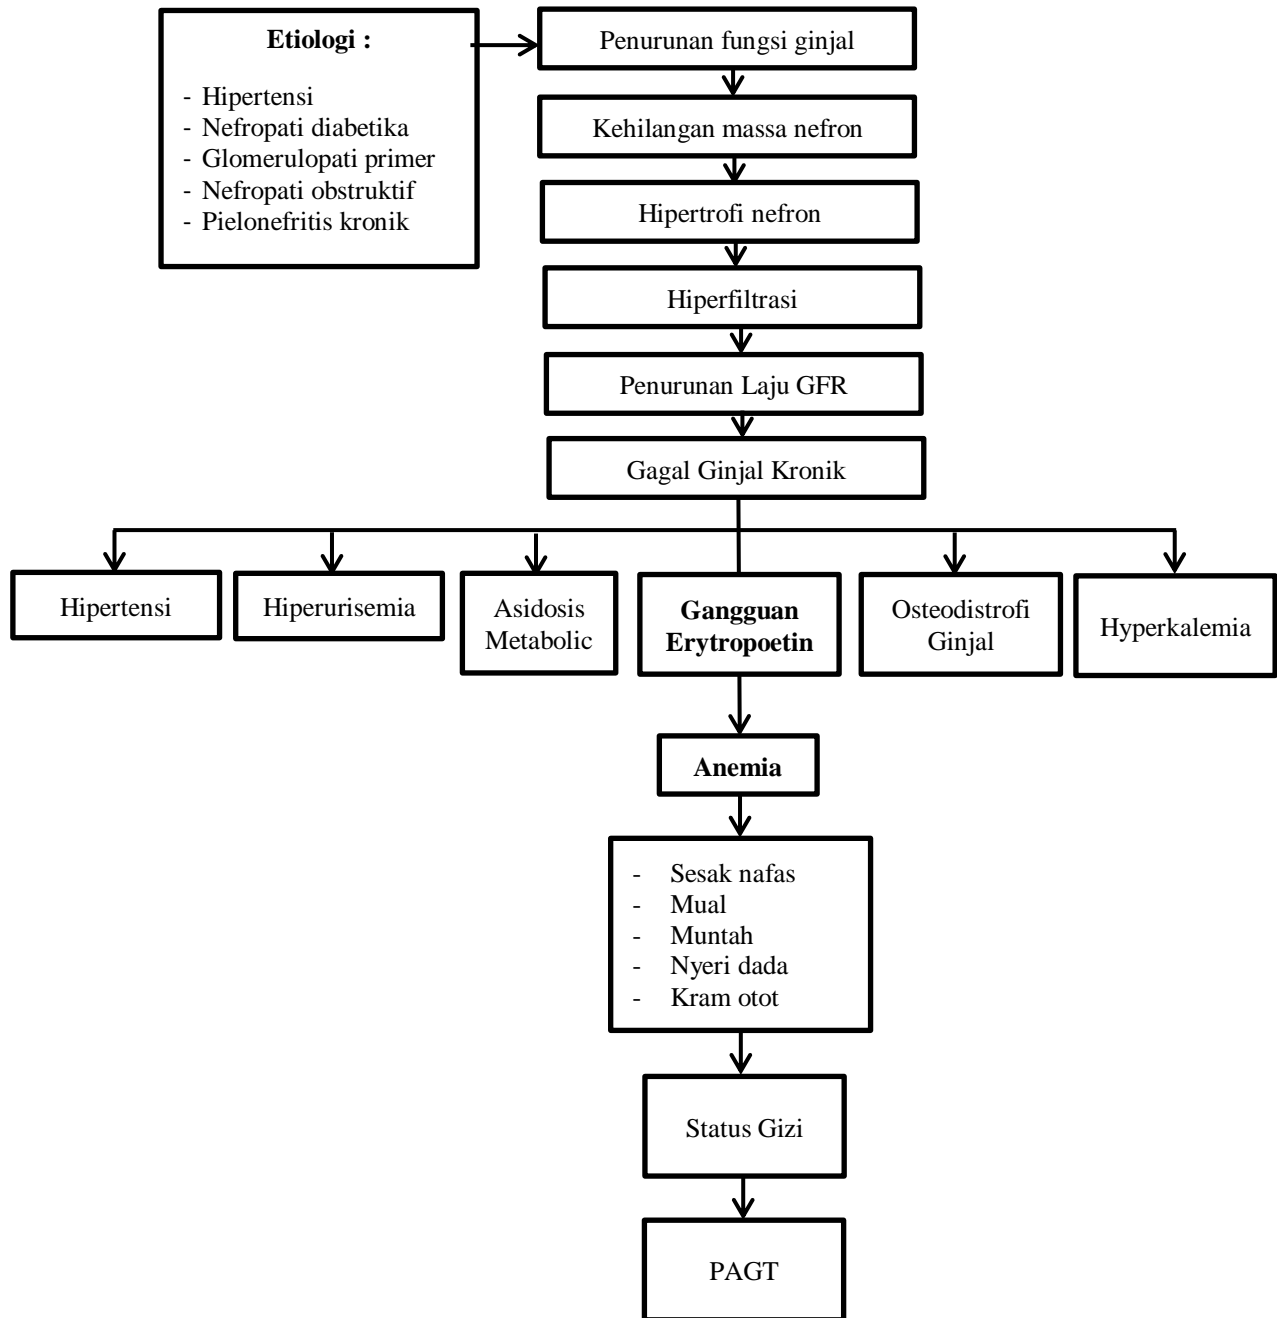 Etiologi :
- Hipertensi
- Nefropati diabetika
- Glomerulopati primer
- Nefropati obstruktif
- Pielonefritis kronik
Penurunan fungsi ginjal
Kehilangan massa nefron
Hipertrofi nefron
Hiperfiltrasi
Penurunan Laju GFR
Gagal Ginjal Kronik
Hipertensi
Hiperurisemia
Asidosis
Metabolic
Gangguan
Erytropoetin
Osteodistrofi
Ginjal
Hyperkalemia
Anemia
- Sesak nafas
- Mual
- Muntah
- Nyeri dada
- Kram otot
Status Gizi
PAGT